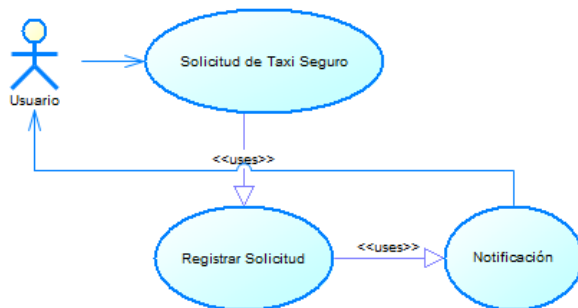 Solicitud de Taxi Seguro
Usuario
<<uses>>
Registrar Solicitud
<<uses>>
Notificación